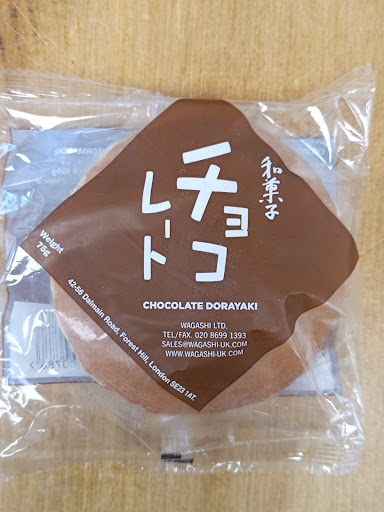 和菓子
チョコ
レート
Weight
75g
CHOCOLATE DORAYAKI
WAGASHI LTD.
TEL/FAX. 020 8699 1393
SALES@WAGASHI-UK.COM
WWW.WAGASHI-UK.COM
42-56 Dalmain Road, Forest Hill, London SE23 1AT.